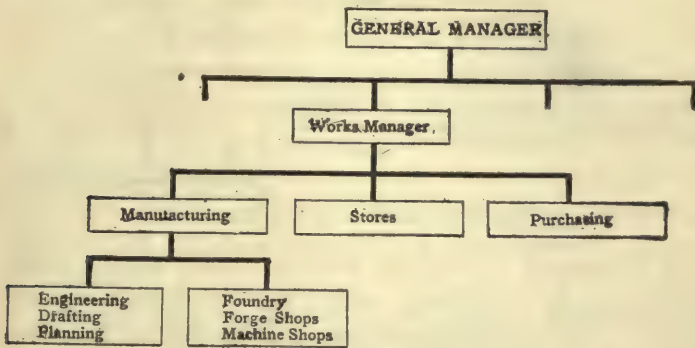 GENERAL MANAGER
Works Manager.
Manufacturing
Stores
Purchasing
Engineering
Drafting
Planning
Foundry
Forge Shops
Machine Shops